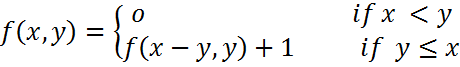 f(x,y) = { o if x < y
f(x − y,y) + 1 if y ≤ x